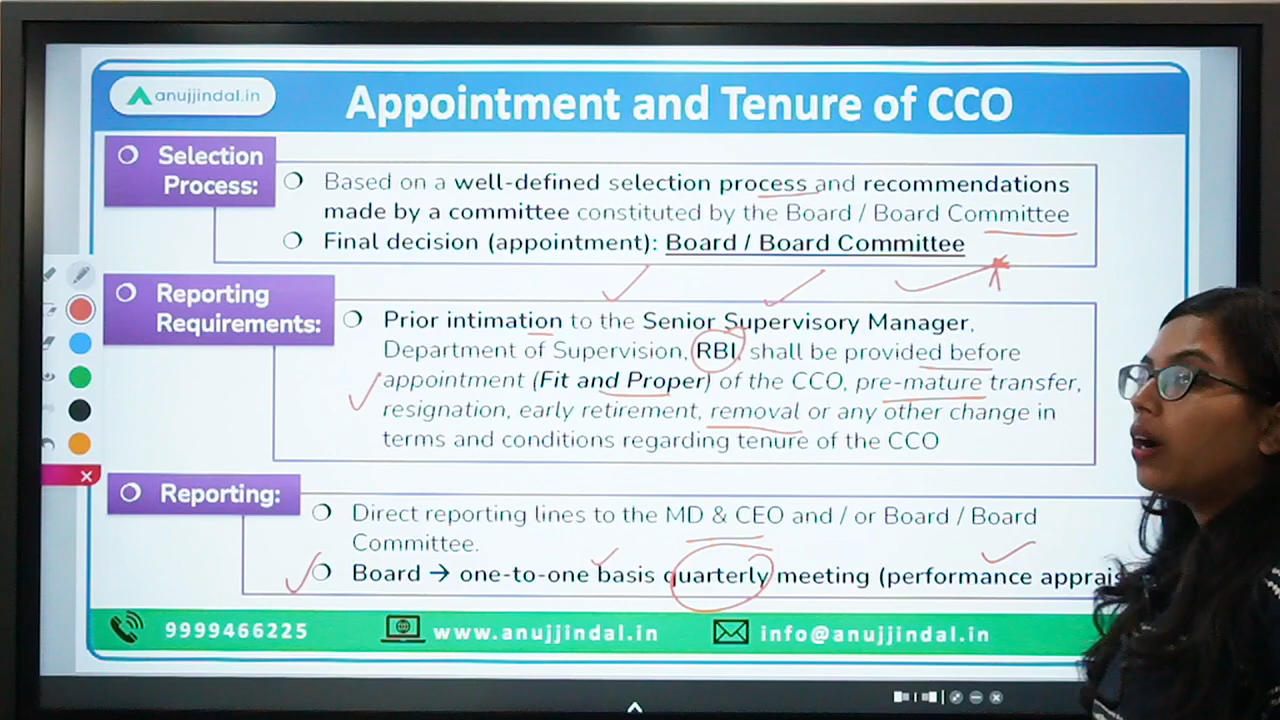 anujjindal.in
Appointment and Tenure of CCO
Selection
Process:
Based on a well-defined selection process and recommendations
made by a committee constituted by the Board / Board Committee
Final decision (appointment): Board / Board Committee
Reporting
Requirements:
Prior intimation to the Senior Supervisory Manager,
Department of Supervision, RBI, shall be provided before
appointment (Fit and Proper) of the CCO, pre-mature transfer,
resignation, early retirement, removal or any other change in
terms and conditions regarding tenure of the CCO
Reporting:
Direct reporting lines to the MD & CEO and / or Board / Board
Committee.
Board → one-to-one basis quarterly meeting (performance apprais
9999466225
www.anujjindal.in
info@anujjindal.in